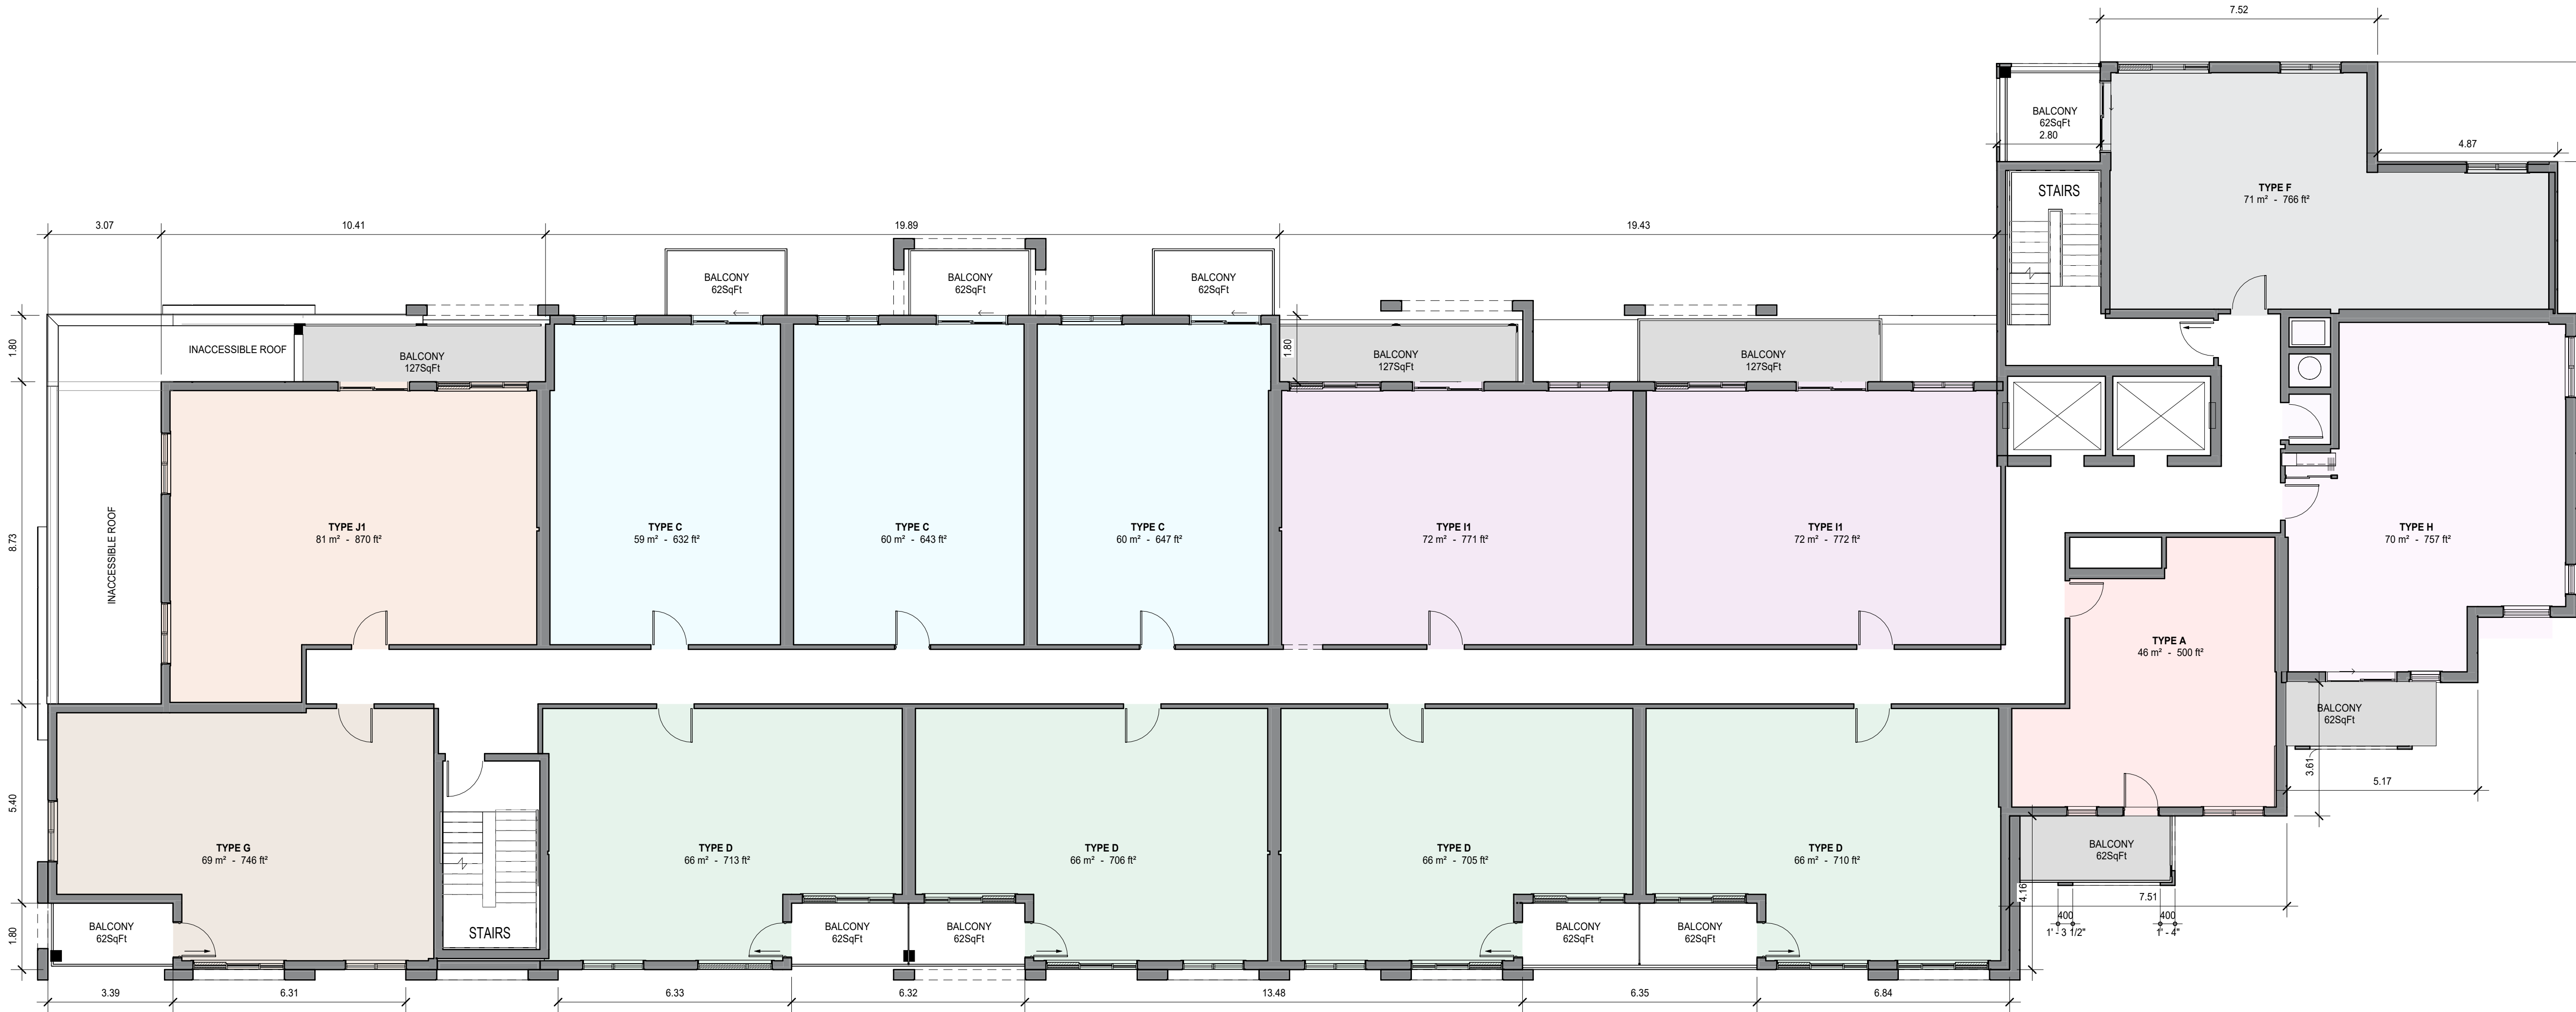 7.52
BALCONY
62SqFt
2.80
4.87
STAIRS
TYPE F
71 m² - 766 ft²
3.07
10.41
19.89
19.43
BALCONY
62SqFt
BALCONY
62SqFt
BALCONY
62SqFt
1.80
INACCESSIBLE ROOF
BALCONY
127SqFt
1.80
BALCONY
127SqFt
BALCONY
127SqFt
8.73
INACCESSIBLE ROOF
TYPE J1
81 m² - 870 ft²
TYPE C
59 m² - 632 ft²
TYPE C
60 m² - 643 ft²
TYPE C
60 m² - 647 ft²
TYPE I1
72 m² - 771 ft²
TYPE I1
72 m² - 772 ft²
TYPE H
70 m² - 757 ft²
TYPE A
46 m² - 500 ft²
BALCONY
62SqFt
3.61
5.17
5.40
TYPE G
69 m² - 746 ft²
TYPE D
66 m² - 713 ft²
TYPE D
66 m² - 706 ft²
TYPE D
66 m² - 705 ft²
TYPE D
66 m² - 710 ft²
BALCONY
62SqFt
4.16
7.51
1.80
BALCONY
62SqFt
STAIRS
BALCONY
62SqFt
BALCONY
62SqFt
BALCONY
62SqFt
BALCONY
62SqFt
400
1' - 3 1/2"
400
1' - 4"
3.39
6.31
6.33
6.32
13.48
6.35
6.84